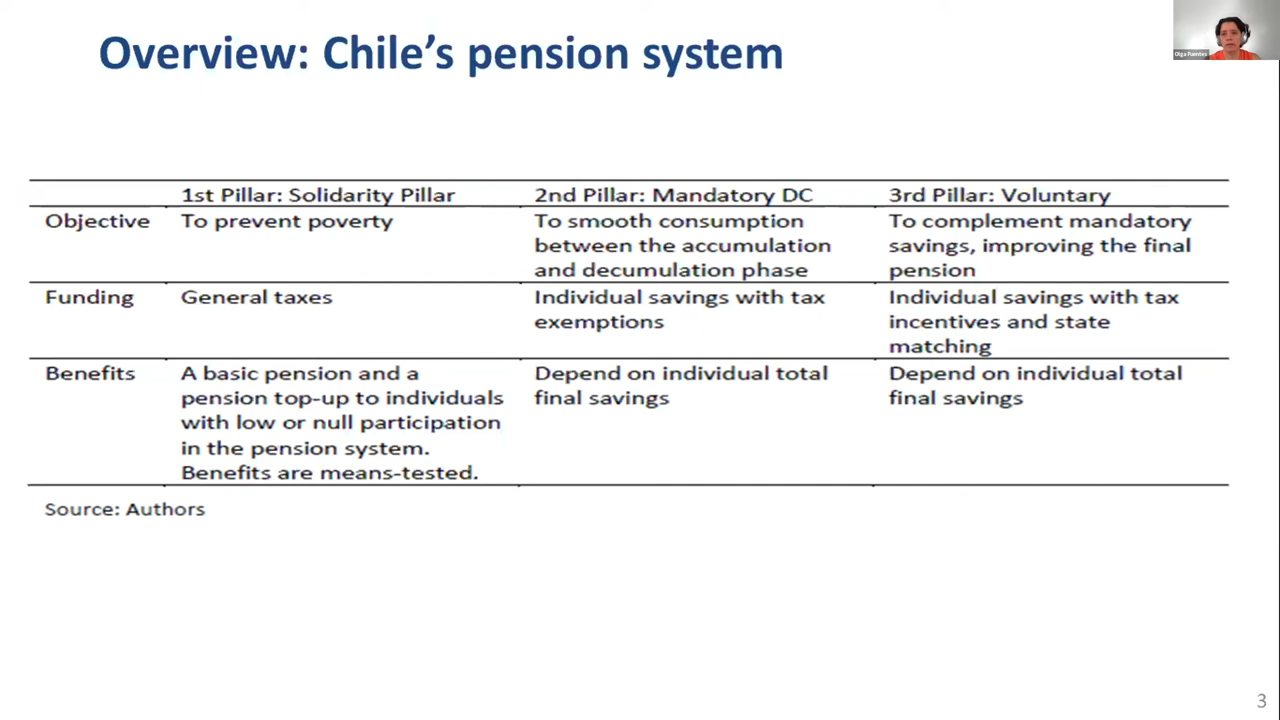 Overview: Chile's pension system
Olga Fuentes
1st Pillar: Solidarity Pillar 2nd Pillar: Mandatory DC 3rd Pillar: Voluntary
Objective To prevent poverty To smooth consumption To complement mandatory
between the accumulation savings, improving the final
and decumulation phase pension
Funding General taxes Individual savings with tax Individual savings with tax
exemptions incentives and state
matching
Benefits A basic pension and a Depend on individual total Depend on individual total
pension top-up to individuals final savings final savings
with low or null participation
in the pension system.
Benefits are means-tested.
Source: Authors
3